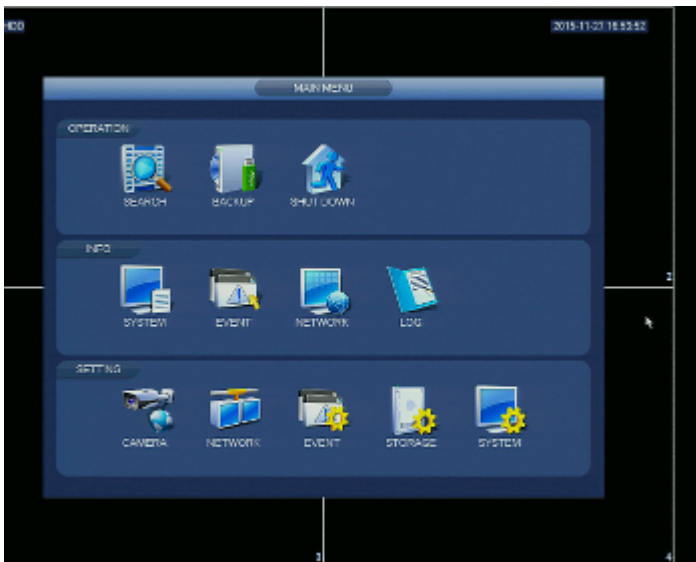 HDD
2015-11-27 16:53:52
MAIN MENU
OPERATION
SEARCH BACKUP SHUTDOWN
INFO
SYSTEM EVENT NETWORK LOG
2
SETTING
CAMERA NETWORK EVENT STORAGE SYSTEM
3 4